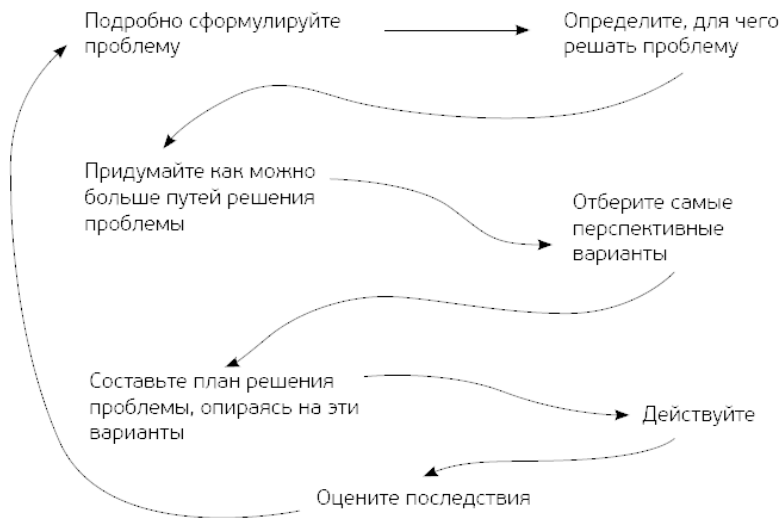 Подробно сформулируйте
проблему
Определите, для чего
решать проблему
Придумайте как можно
больше путей решения
проблемы
Отберите самые
перспективные
варианты
Составьте план решения
проблемы, опираясь на эти
варианты
Действуйте
Оцените последствия